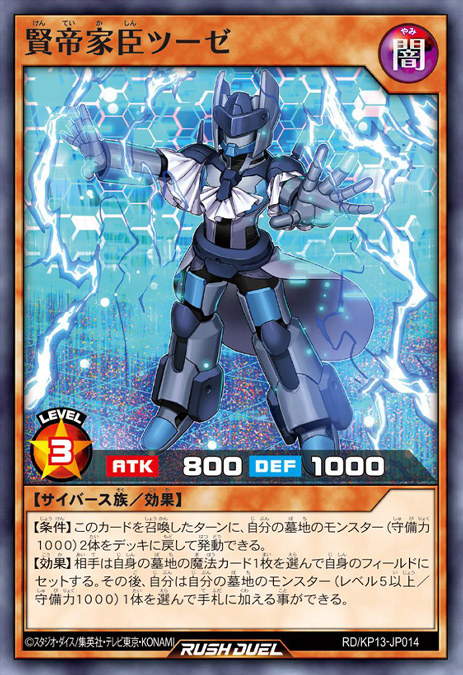 けんていかしん
賢帝家臣ツーゼ
やみ
闇
LEVEL
3
ATK 800 DEF 1000
【サイバース族／効果】
【条件】このカードを召喚したターンに、自分の墓地のモンスター（守備力
1000）2体をデッキに戻して発動できる。
【効果】相手は自身の墓地の魔法カード1枚を選んで自身のフィールドに
セットする。その後、自分は自分の墓地のモンスター（レベル5以上／
守備力1000）1体を選んで手札に加える事ができる。
©スタジオ・ダイス/集英社・テレビ東京・KONAMI
RUSH DUEL
RD/KP13-JP014